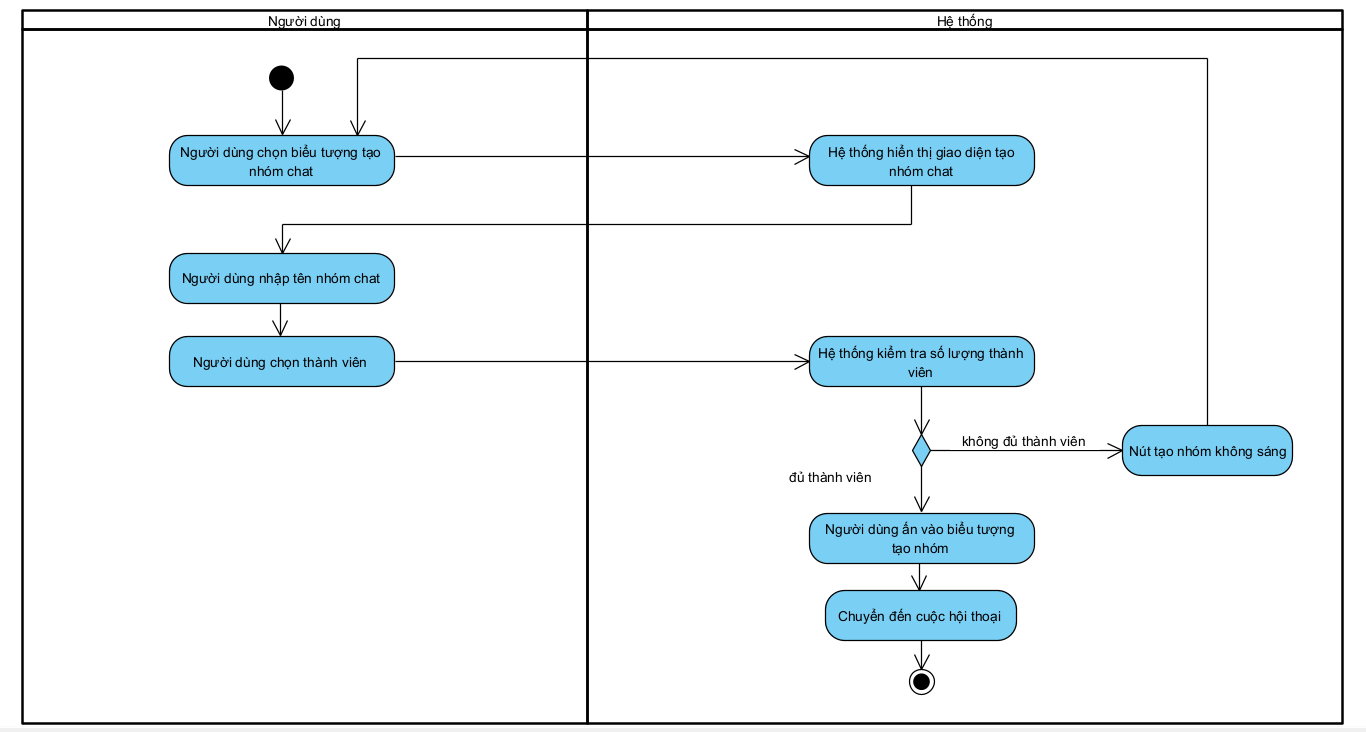 Người dùng
Hệ thống
Người dùng chọn biểu tượng tạo
nhóm chat
Hệ thống hiển thị giao diện tạo
nhóm chat
Người dùng nhập tên nhóm chat
Người dùng chọn thành viên
Hệ thống kiểm tra số lượng thành
viên
không đủ thành viên
Nút tạo nhóm không sáng
đủ thành viên
Người dùng ấn vào biểu tượng
tạo nhóm
Chuyển đến cuộc hội thoại